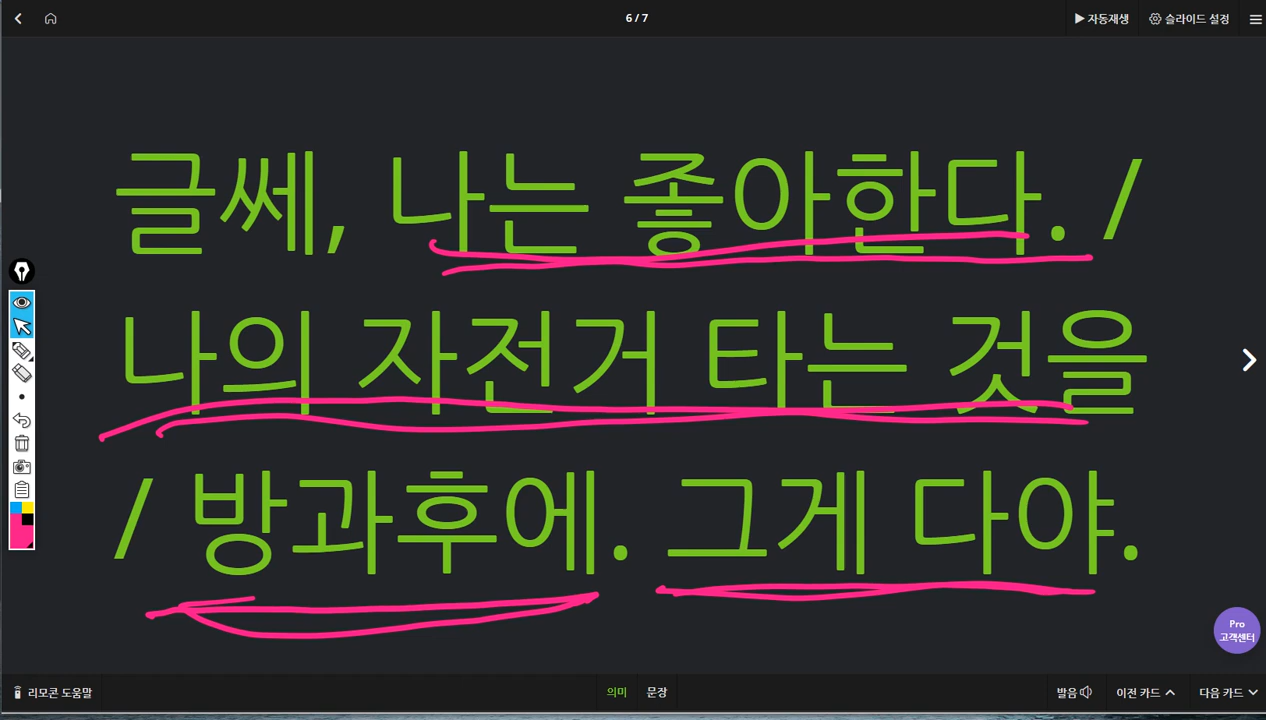 6 / 7
▶ 자동재생
슬라이드 설정
글쎄, 나는 좋아한다. /
나의 자전거 타는 것을
/ 방과후에. 그게 다야.
Pro
고객센터
리모콘 도움말
의미
문장
발음
이전 카드
다음 카드